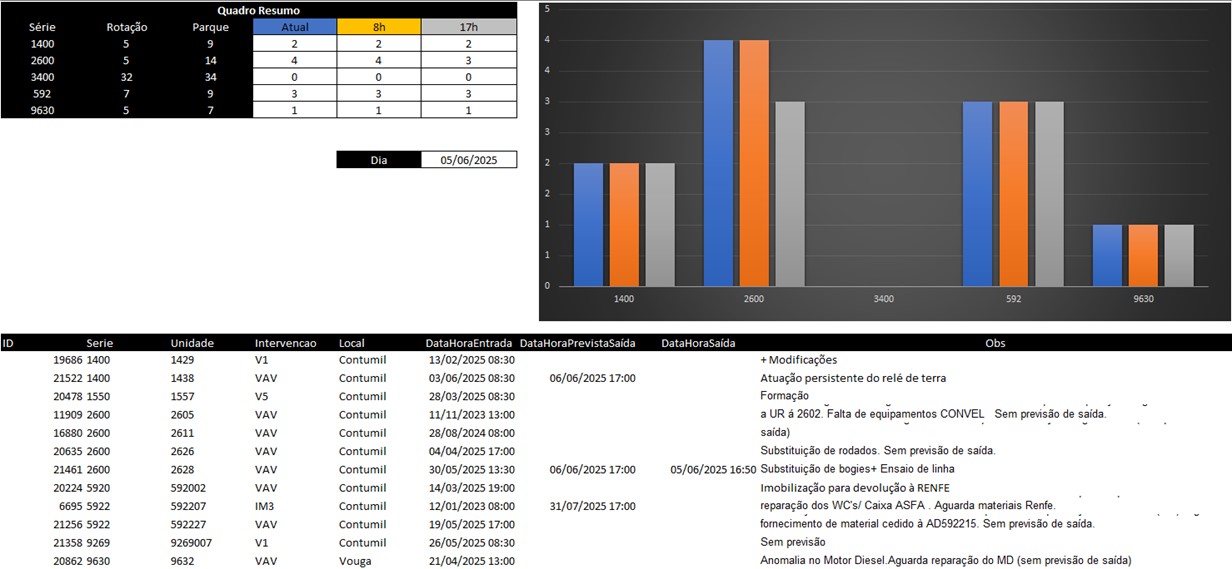 Quadro Resumo
Série Rotação Parque Atual 8h 17h
1400 5 9 2 2 2
2600 5 14 4 4 3
3400 32 34 0 0 0
592 7 9 3 3 3
9630 5 7 1 1 1
Dia 05/06/2025
5
4
4
3
3
2
2
1
1
0
1400 2600 3400 592 9630
ID Serie Unidade Intervencao Local DataHoraEntrada DataHoraPrevistaSaída DataHoraSaída Obs
19686 1400 1429 V1 Contumil 13/02/2025 08:30 + Modificações
21522 1400 1438 VAV Contumil 03/06/2025 08:30 06/06/2025 17:00 Atuação persistente do relé de terra
20478 1550 1557 V5 Contumil 28/03/2025 08:30 Formação
11909 2600 2605 VAV Contumil 11/11/2023 13:00 a UR á 2602. Falta de equipamentos CONVEL Sem previsão de saída.
16880 2600 2611 VAV Contumil 28/08/2024 08:00 saída)
20635 2600 2626 VAV Contumil 04/04/2025 17:00 Substituição de rodados. Sem previsão de saída.
21461 2600 2628 VAV Contumil 30/05/2025 13:30 06/06/2025 17:00 05/06/2025 16:50 Substituição de bogies+ Ensaio de linha
20224 5920 592002 VAV Contumil 14/03/2025 19:00 Imobilização para devolução à RENFE
6695 5922 592207 IM3 Contumil 12/01/2023 08:00 31/07/2025 17:00 reparação dos WC's/ Caixa ASFA . Aguarda materiais Renfe.
21256 5922 592227 VAV Contumil 19/05/2025 17:00 fornecimento de material cedido à AD592215. Sem previsão de saída.
21358 9269 9269007 V1 Contumil 26/05/2025 08:30 Sem previsão
20862 9630 9632 VAV Vouga 21/04/2025 13:00 Anomalia no Motor Diesel.Aguarda reparação do MD (sem previsão de saída)